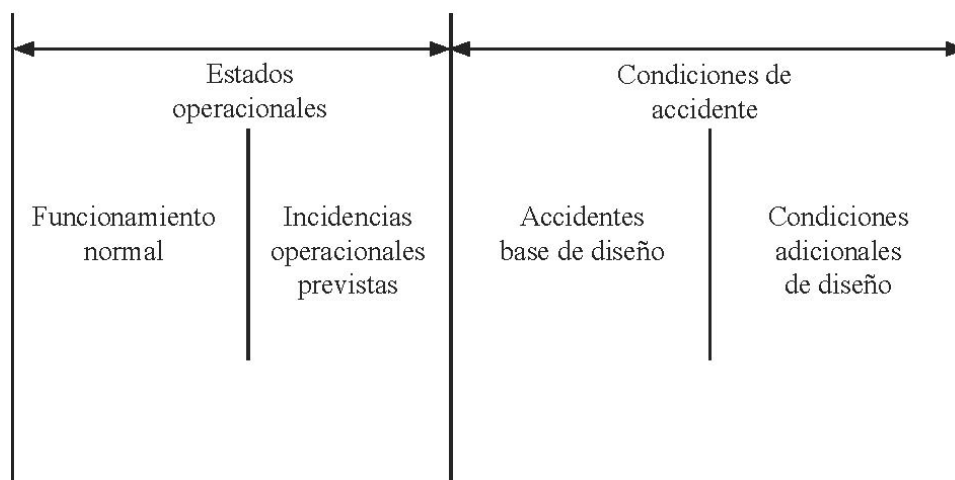 Estados
operacionales
Condiciones de
accidente
Funcionamiento
normal
Incidencias
operacionales
previstas
Accidentes
base de diseño
Condiciones
adicionales
de diseño